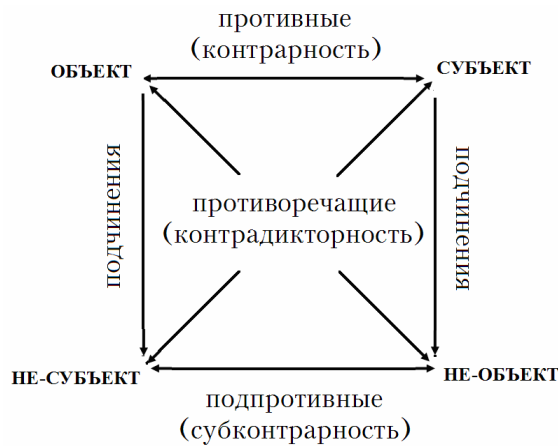 противные
(контрарность)
ОБЪЕКТ
СУБЪЕКТ
подчинения
противоречащие
(контрадикторность)
подчинения
НЕ-СУБЪЕКТ
НЕ-ОБЪЕКТ
подпротивные
(субконтрарность)